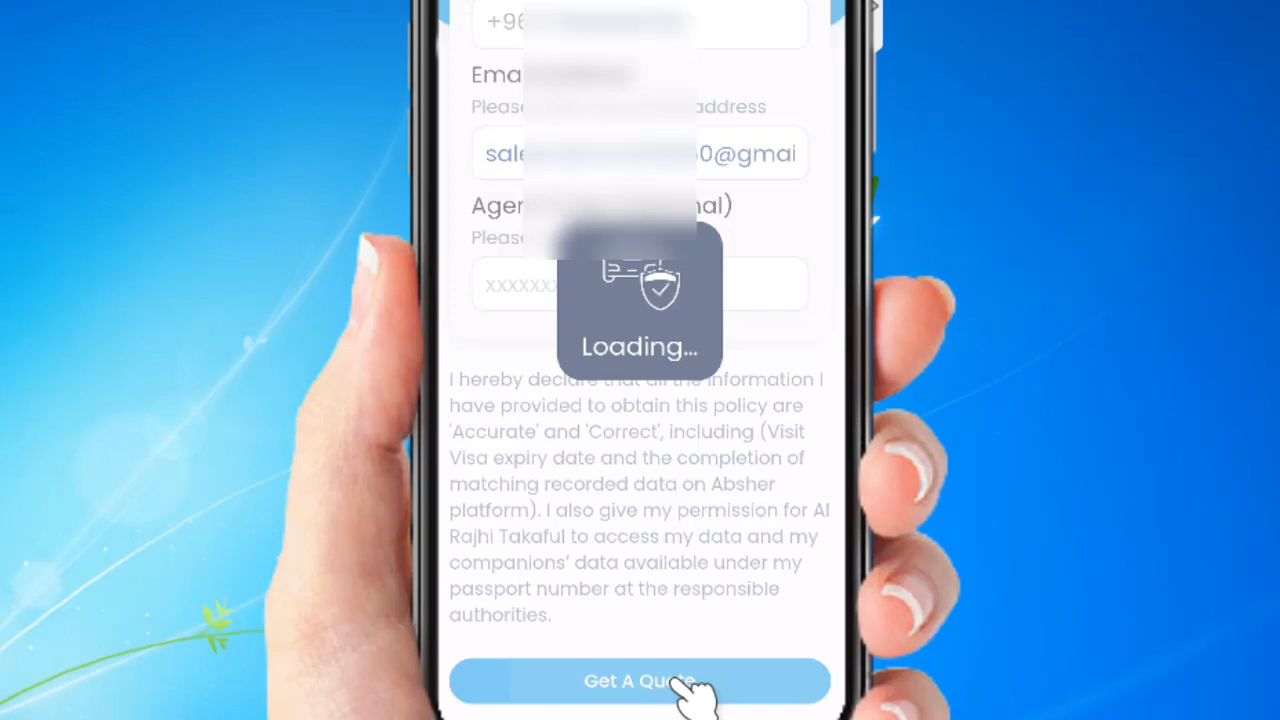 +96
Ema
Please address
sale 0@gmai
Agen nal)
Please
xxxxxxx
Loading...
I hereby declare that all the information I
have provided to obtain this policy are
'Accurate' and 'Correct', including (Visit
Visa expiry date and the completion of
matching recorded data on Absher
platform). I also give my permission for Al
Rajhi Takaful to access my data and my
companions' data available under my
passport number at the responsible
authorities.
Get A Quote